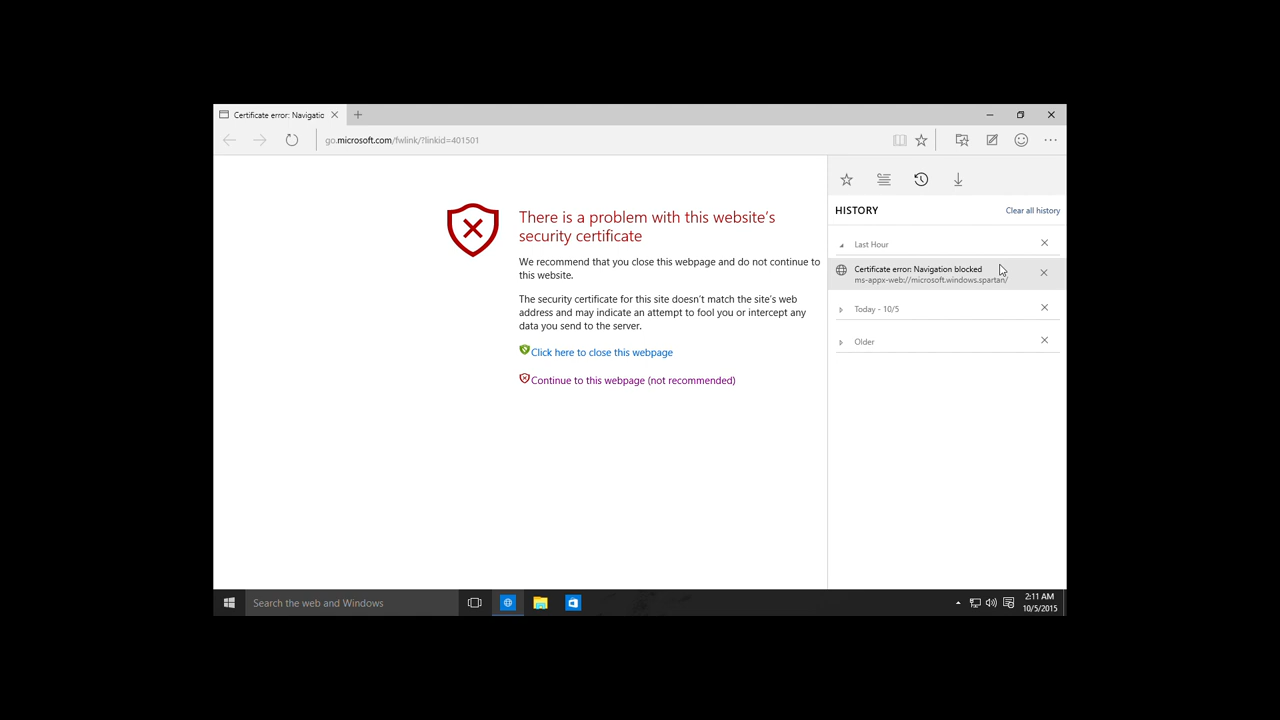 Certificate error: Navigatic
go.microsoft.com/fwlink/?linkid=401501
There is a problem with this website's
security certificate
We recommend that you close this webpage and do not continue to
this website.
The security certificate for this site doesn't match the site's web
address and may indicate an attempt to fool you or intercept any
data you send to the server.
Click here to close this webpage
Continue to this webpage (not recommended)
HISTORY
Clear all history
Last Hour
Certificate error: Navigation blocked
ms-appx-web://microsoft.windows.spartan/
Today - 10/5
Older
Search the web and Windows
2:11 AM
10/5/2015